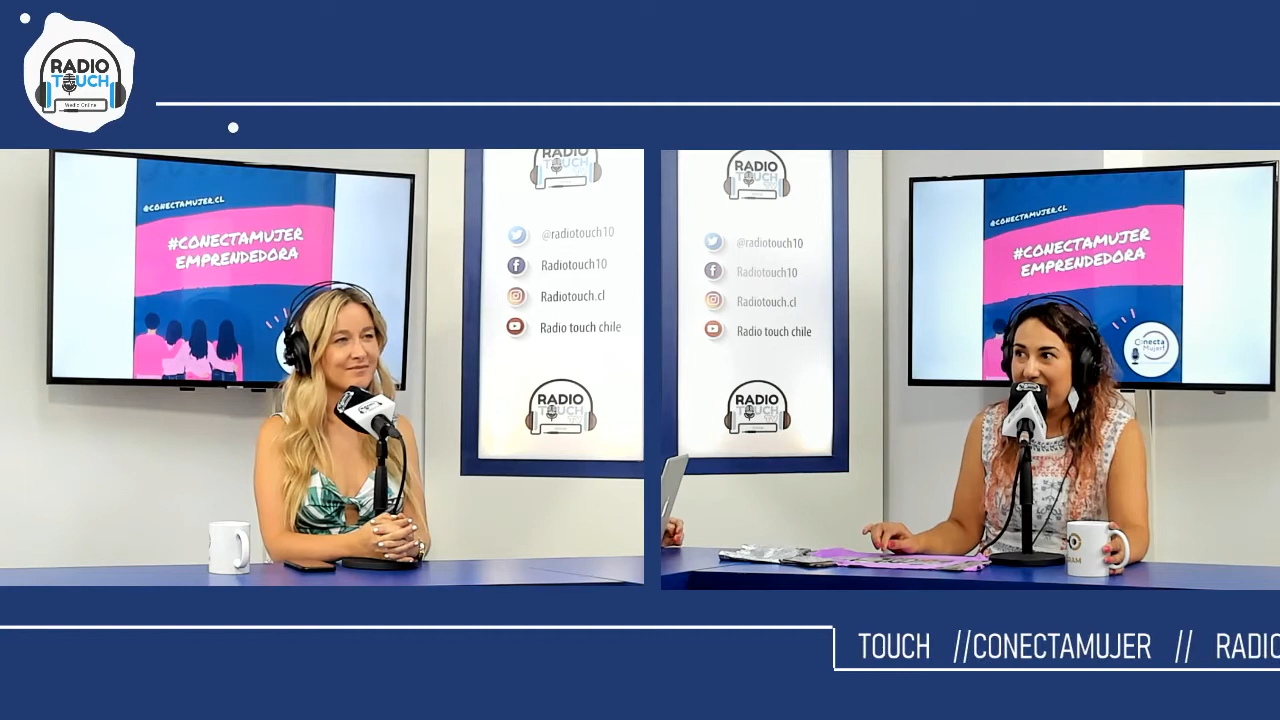 RADIO
TOUCH
Medio Online
@CONECTAMUJER.CL
#CONECTAMUJER
EMPRENDEDORA
RADIO
TOUCH
@radiotouch10
Radiotouch10
Radiotouch.cl
Radio touch chile
RADIO
TOUCH
RADIO
TOUCH
@radiotouch10
Radiotouch10
Radiotouch.cl
Radio touch chile
RADIO
TOUCH
@CONECTAMUJER.CL
#CONECTAMUJER
EMPRENDEDORA
Conecta
Mujer
TOUCH //CONECTAMUJER // RADIO